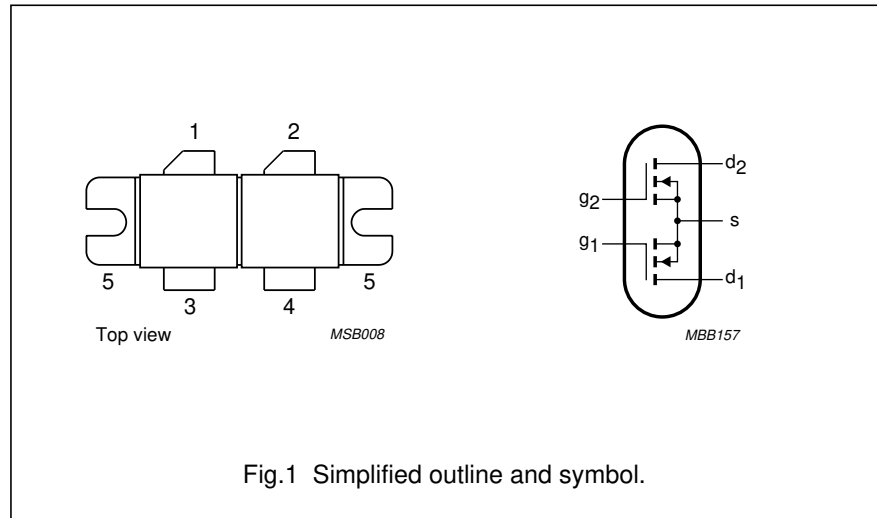 1 2
5 5
3 4
Top view MSB008
d2
g2
s
g1
d1
MBB157
Fig.1 Simplified outline and symbol.